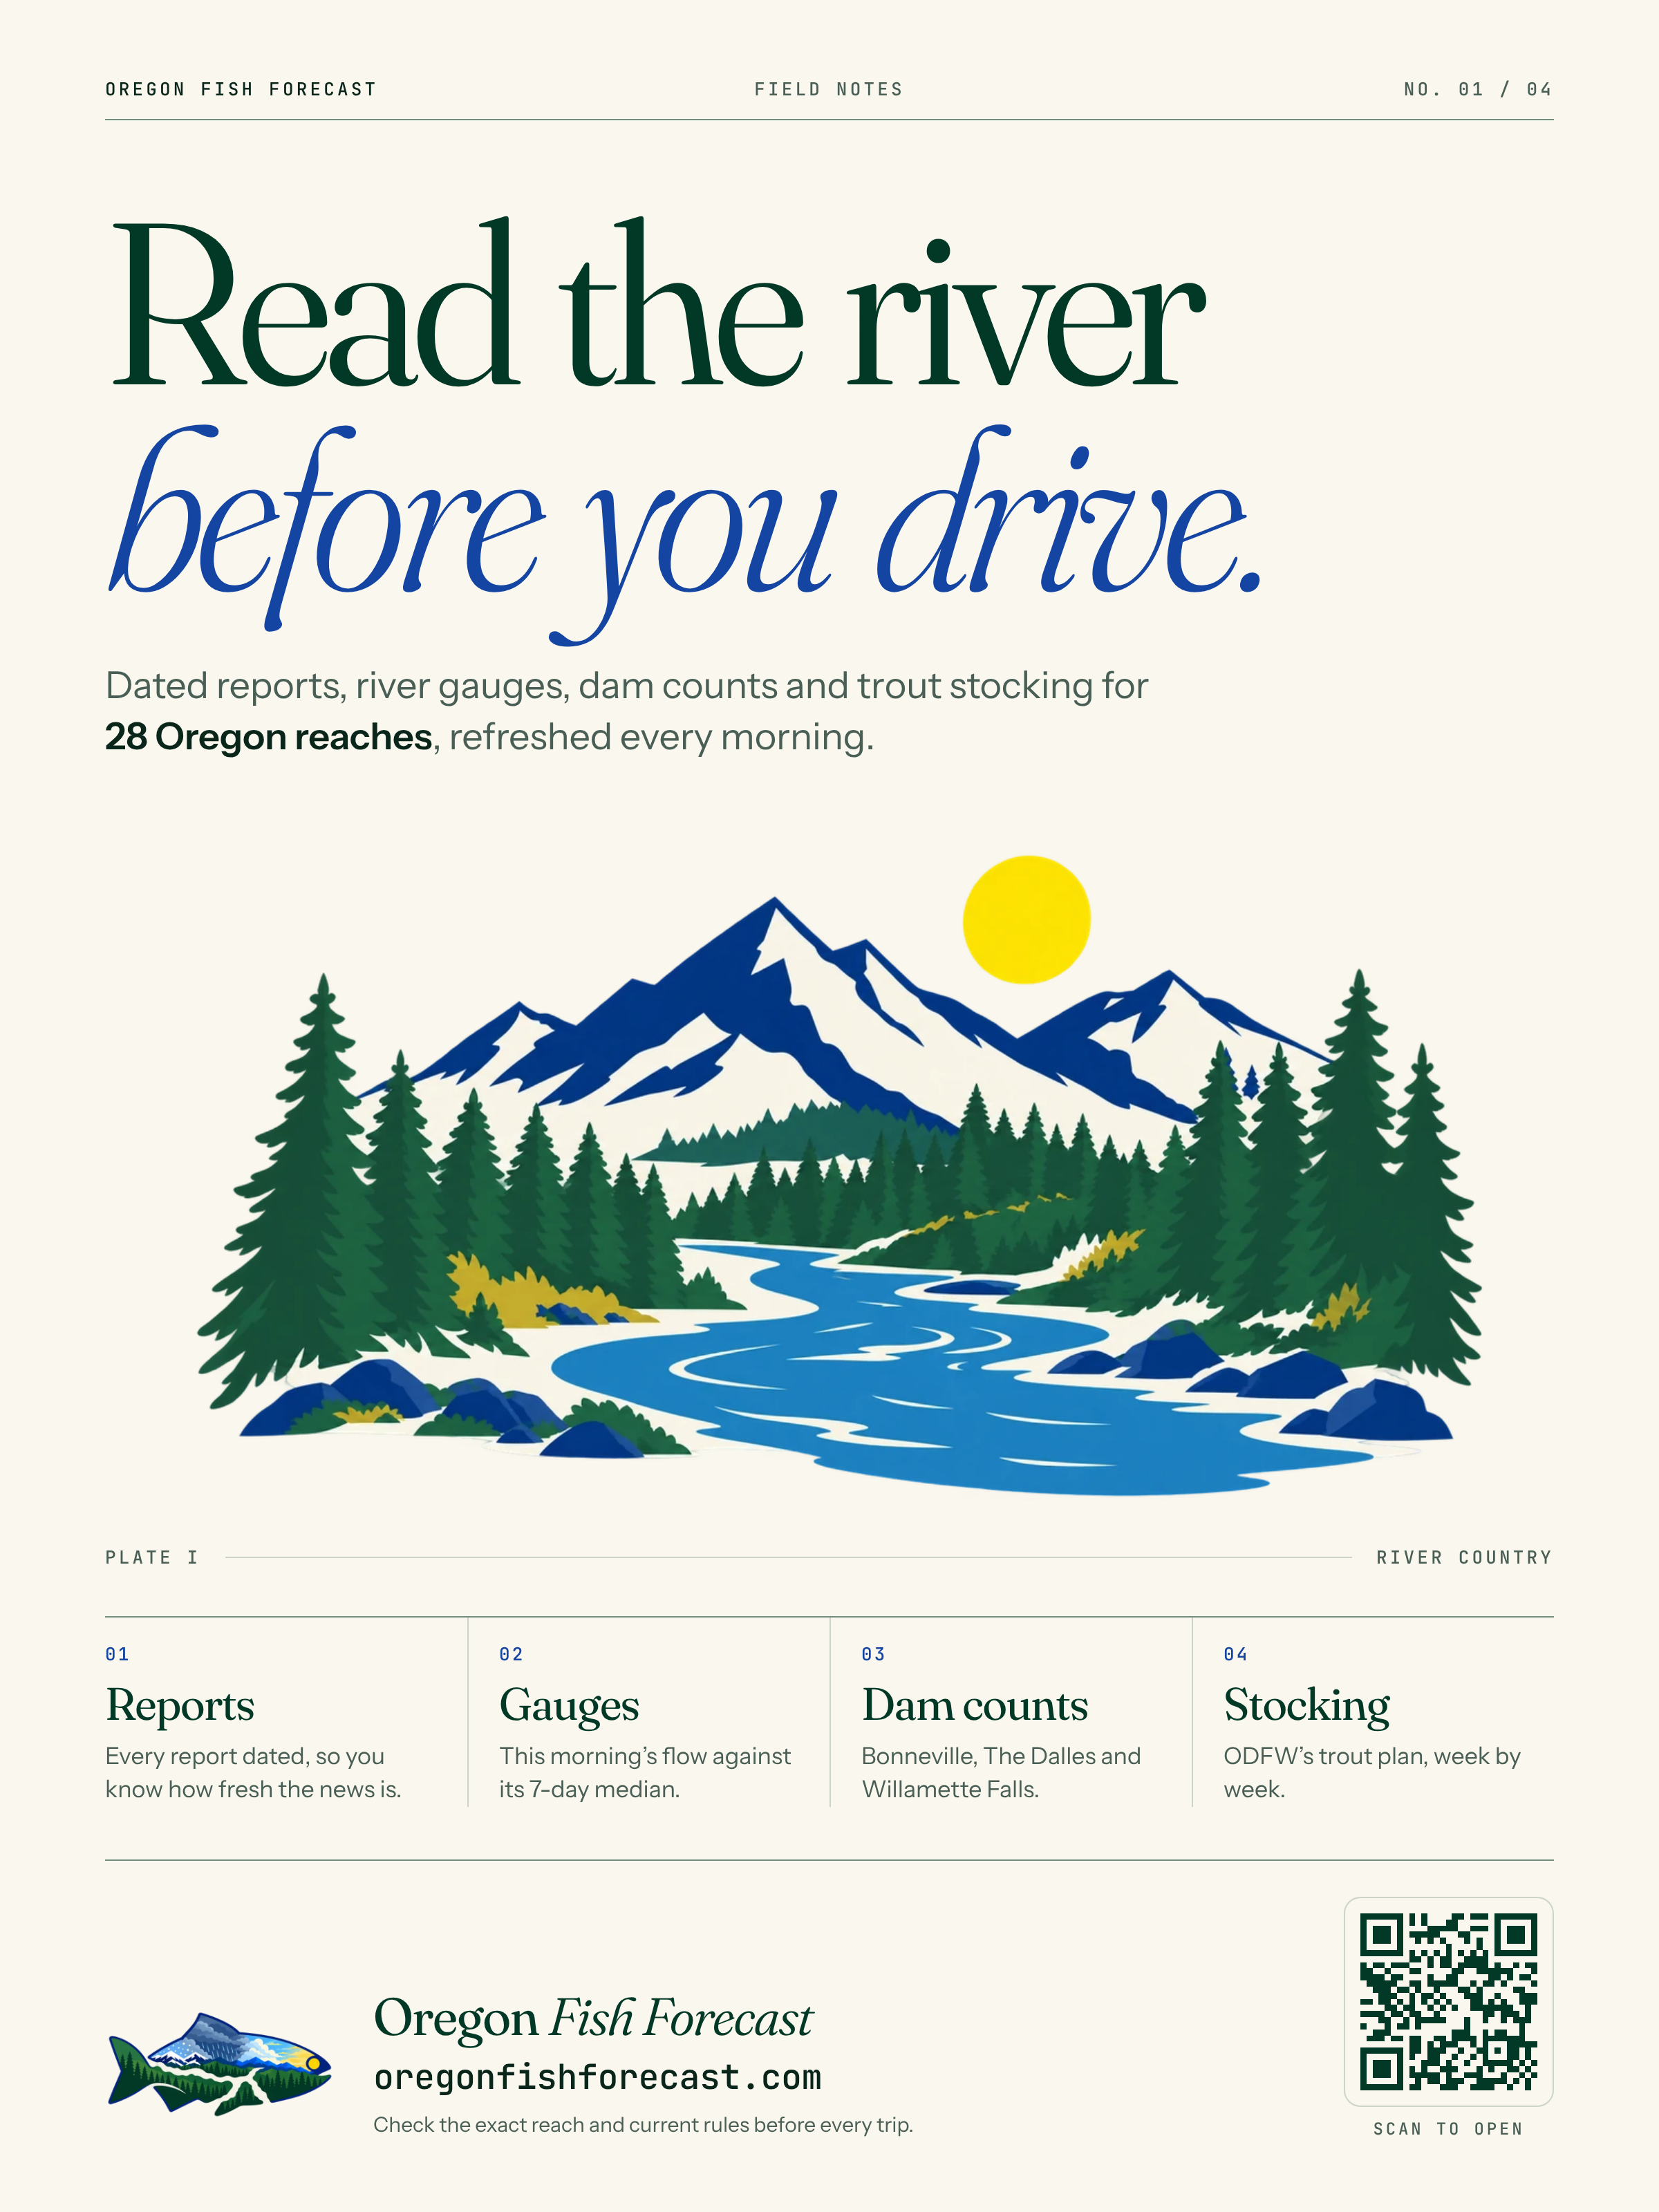 OREGON FISH FORECAST
FIELD NOTES
NO. 01 / 04
Read the river
before you drive.
Dated reports, river gauges, dam counts and trout stocking for
28 Oregon reaches, refreshed every morning.
PLATE I
RIVER COUNTRY
01
Reports
Every report dated, so you
know how fresh the news is.
02
Gauges
This morning’s flow against
its 7-day median.
03
Dam counts
Bonneville, The Dalles and
Willamette Falls.
04
Stocking
ODFW’s trout plan, week by
week.
Oregon Fish Forecast
oregonfishforecast.com
Check the exact reach and current rules before every trip.
SCAN TO OPEN